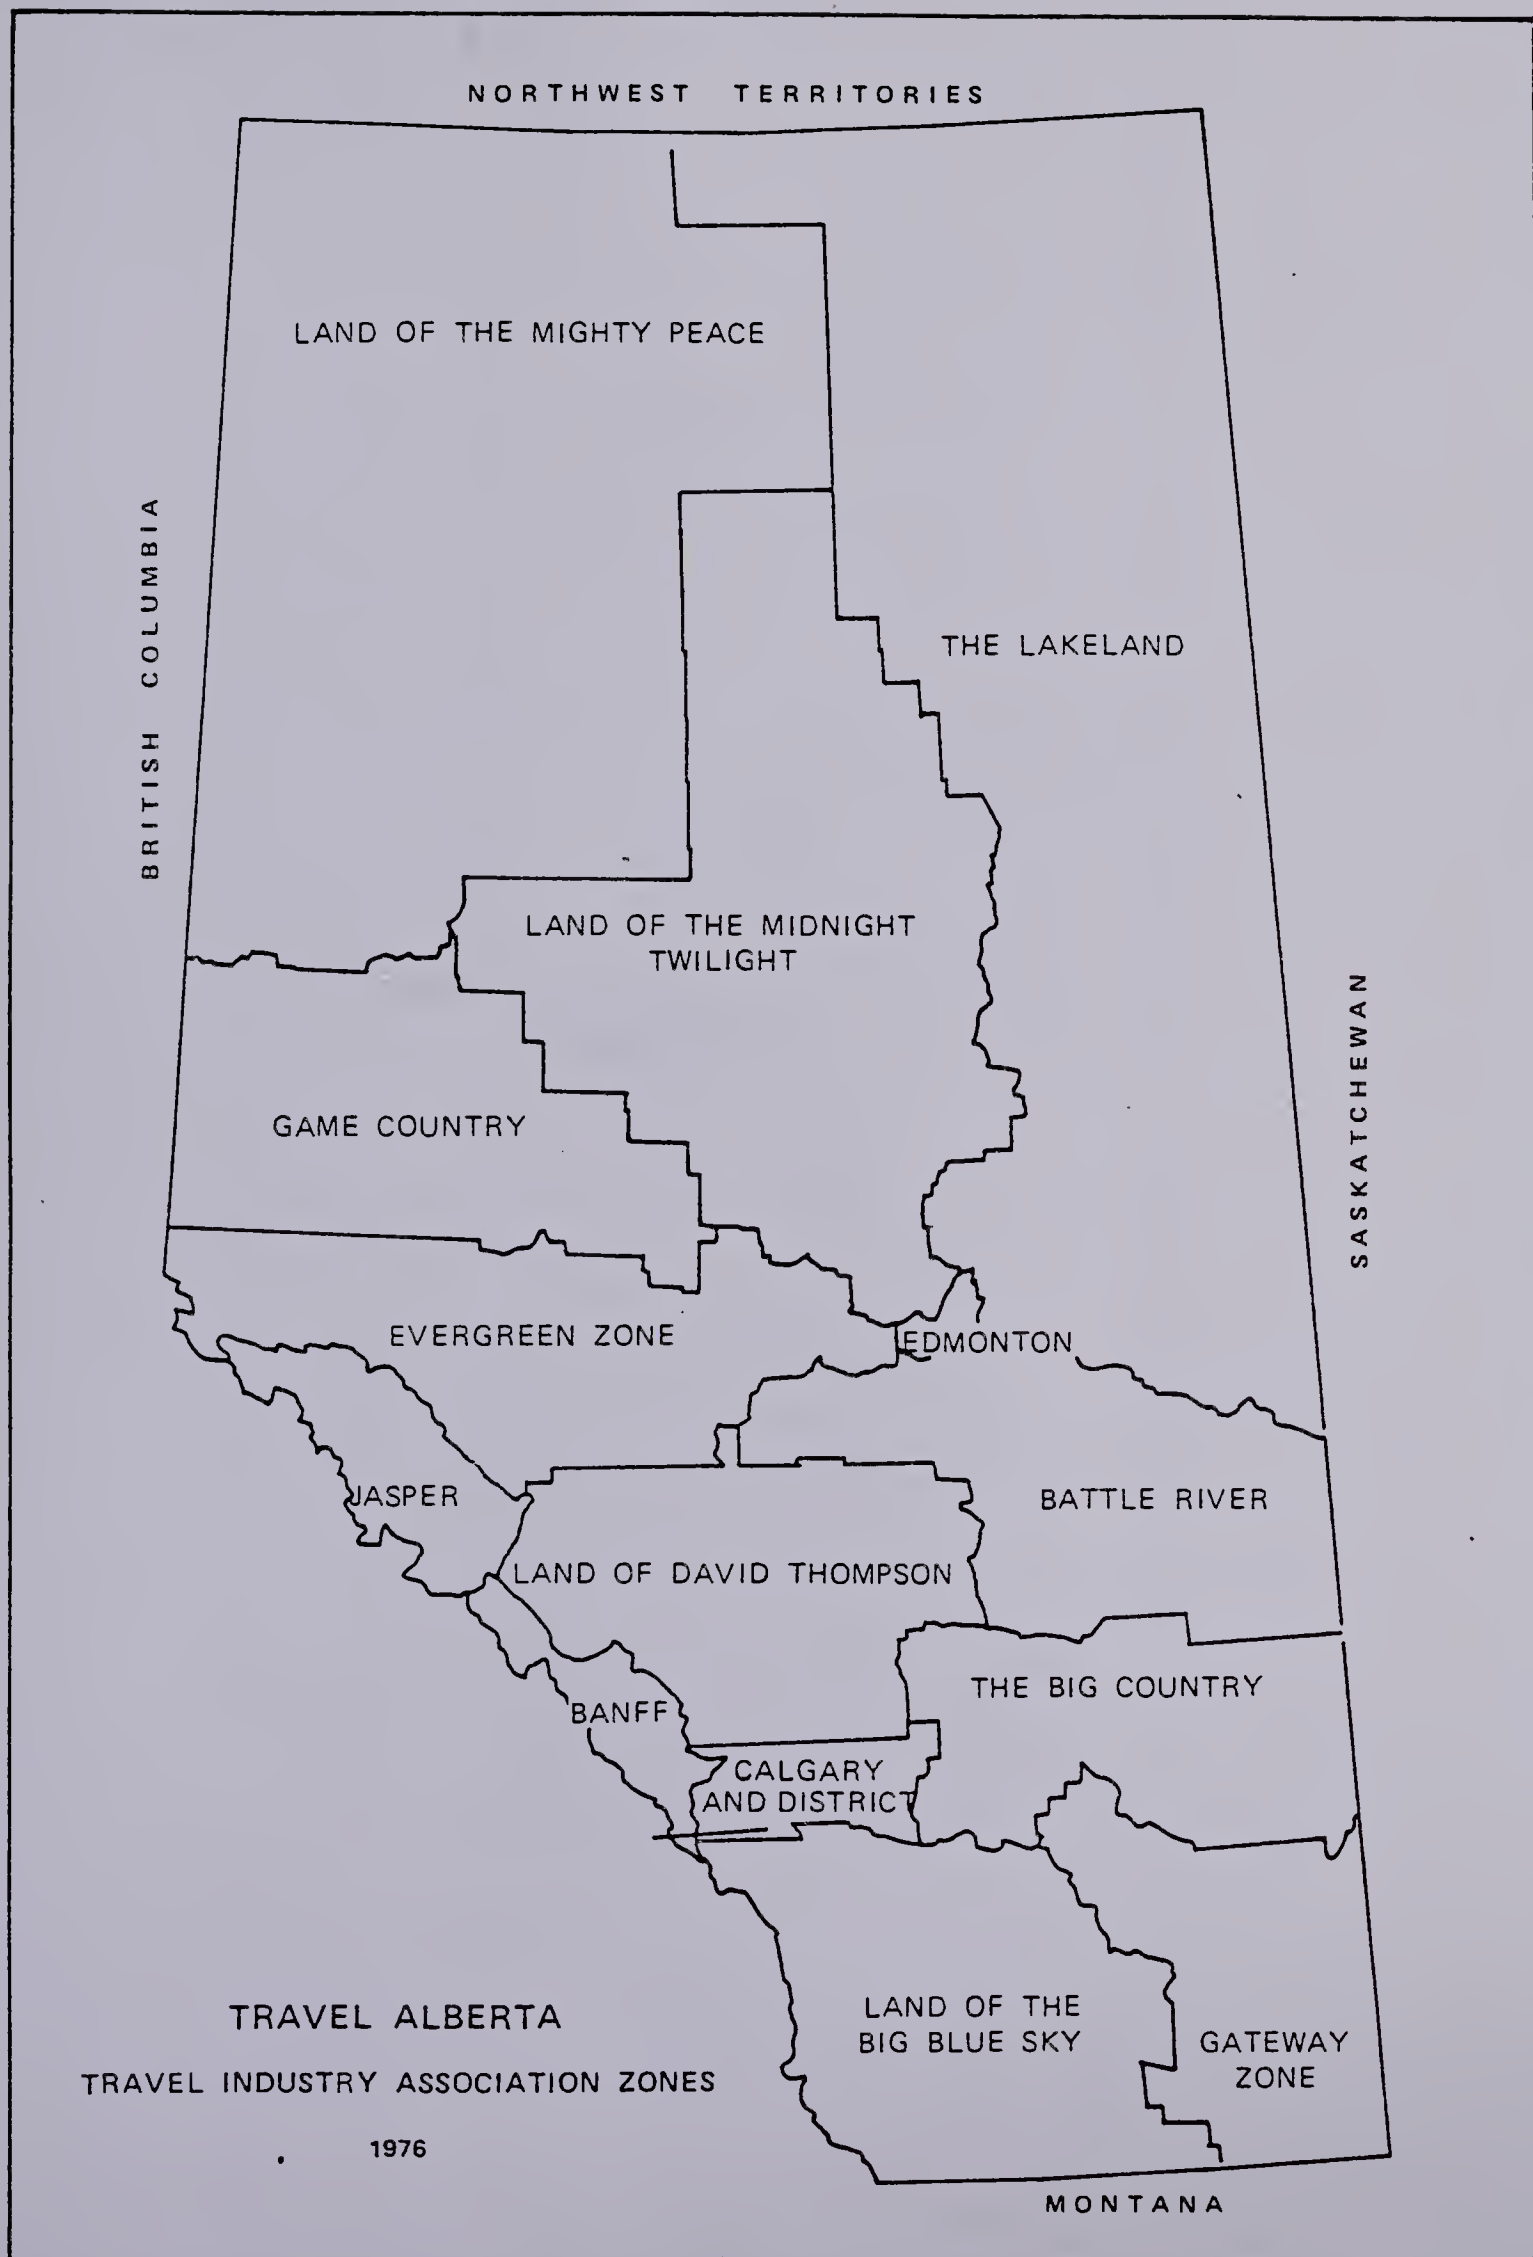 NORTHWEST TERRITORIES
LAND OF THE MIGHTY PEACE
BRITISH COLUMBIA
THE LAKELAND
LAND OF THE MIDNIGHT
TWILIGHT
SASKATCHEWAN
GAME COUNTRY
EVERGREEN ZONE
EDMONTON
JASPER
BATTLE RIVER
LAND OF DAVID THOMPSON
THE BIG COUNTRY
BANFF
CALGARY
AND DISTRICT
LAND OF THE
BIG BLUE SKY
GATEWAY
ZONE
TRAVEL ALBERTA
TRAVEL INDUSTRY ASSOCIATION ZONES
1976
MONTANA